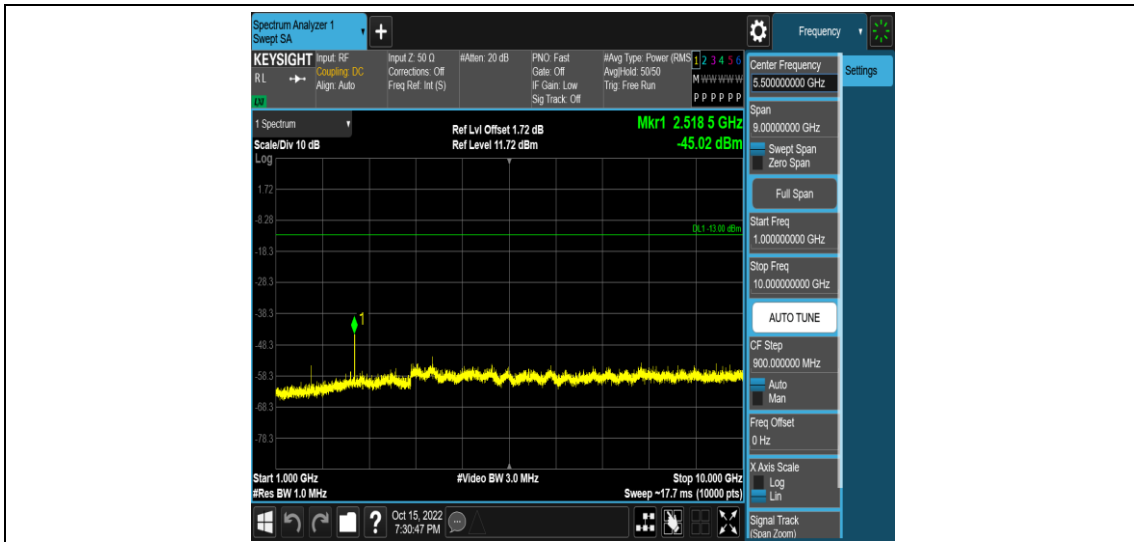 Spectrum Analyzer 1
Swept SA
+
Frequency
KEYSIGHT
RL
LXI
Input: RF
Coupling: DC
Align: Auto
Input Z: 50 Ω
Corrections: Off
Freq Ref: Int (S)
#Atten: 20 dB
PNO: Fast
Gate: Off
IF Gain: Low
Sig Track: Off
#Avg Type: Power (RMS
Avg|Hold: 50/50
Trig: Free Run
1 2 3 4 5 6
M W W W W W
P P P P P P
Center Frequency
5.500000000 GHz
Settings
Span
9.00000000 GHz
Swept Span
Zero Span
Full Span
Start Freq
1.000000000 GHz
Stop Freq
10.000000000 GHz
AUTO TUNE
CF Step
900.000000 MHz
Auto
Man
Freq Offset
0 Hz
X Axis Scale
Log
Lin
Signal Track
(Span Zoom)
1 Spectrum
Scale/Div 10 dB
Log
Ref Lvl Offset 1.72 dB
Ref Level 11.72 dBm
Mkr1 2.518 5 GHz
-45.02 dBm
1.72
-8.28
DL1 -13.00 dBm
-18.3
-28.3
-38.3
1
-48.3
-58.3
-68.3
-78.3
Start 1.000 GHz
#Video BW 3.0 MHz
Stop 10.000 GHz
#Res BW 1.0 MHz
Sweep ~17.7 ms (10000 pts)
?
Oct 15, 2022
7:30:47 PM